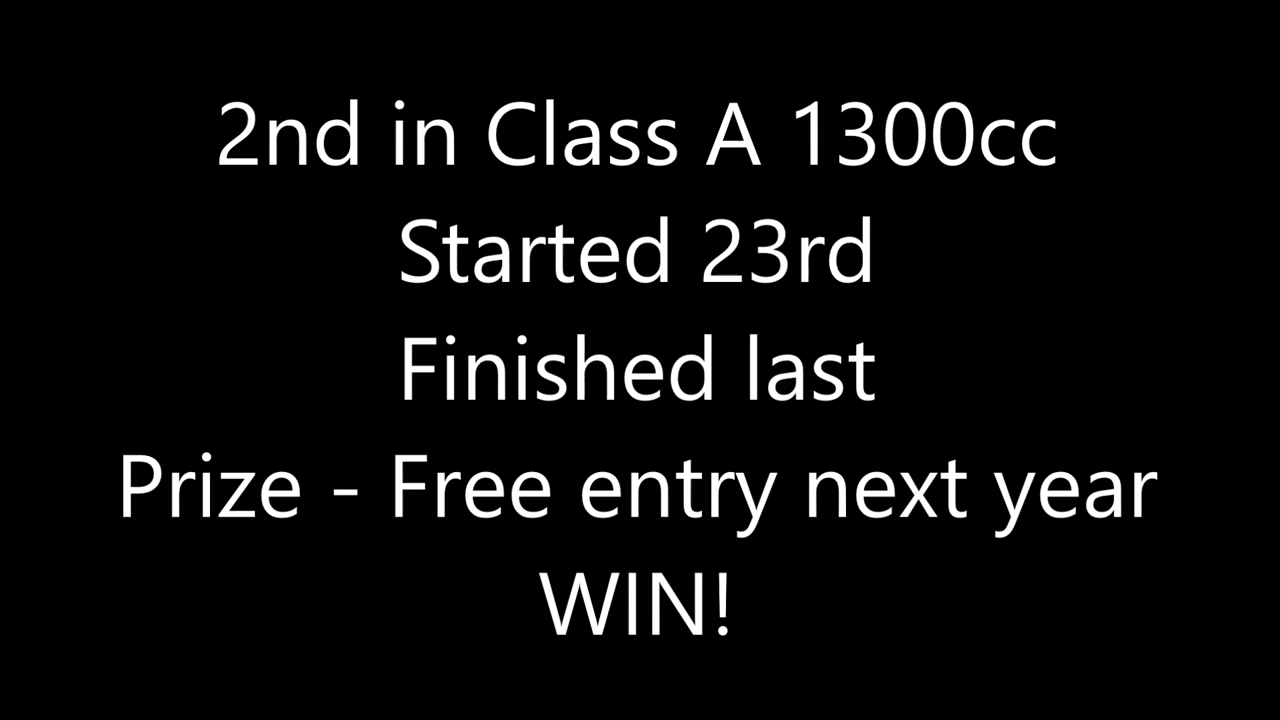 2nd in Class A 1300cc
Started 23rd
Finished last
Prize - Free entry next year
WIN!